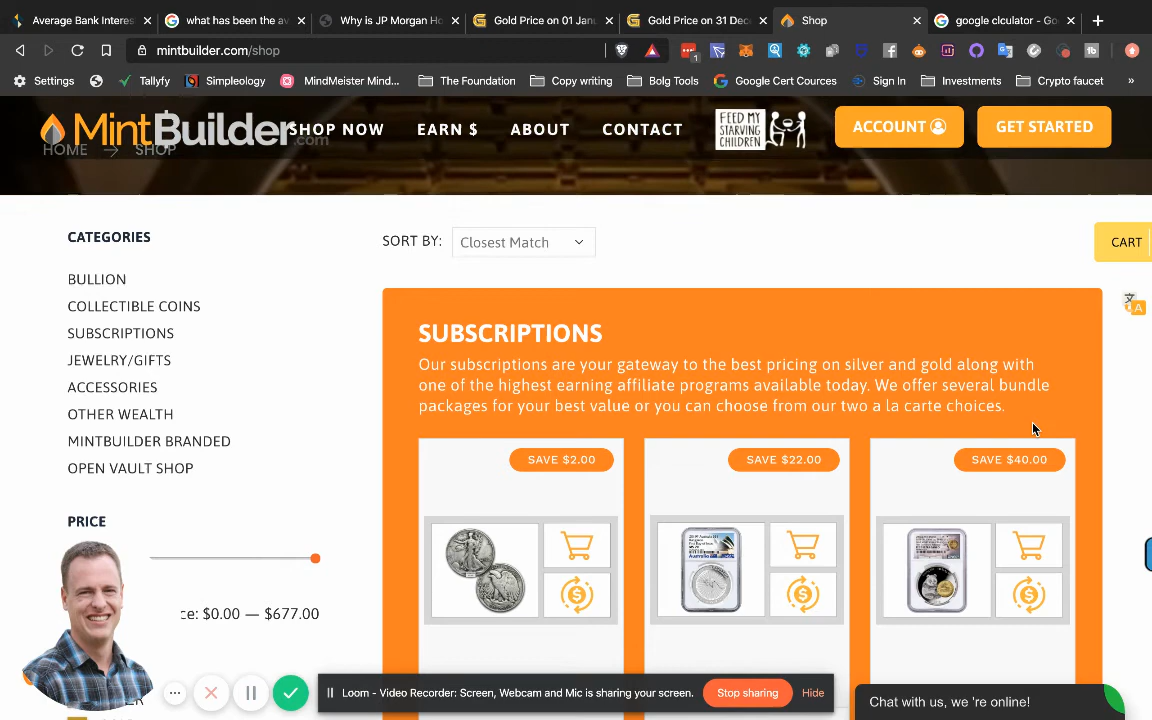 Average Bank Interes
what has been the av
Why is JP Morgan Ho
Gold Price on 01 Janu
Gold Price on 31 Dece
Shop
google clculator - Goo
mintbuilder.com/shop
1
Settings
Tallyfy
Simpleology
MindMeister Mind...
The Foundation
Copy writing
Bolg Tools
Google Cert Cources
Sign In
Investments
Crypto faucet
»
MintBuilder.com
SHOP NOW
EARN $
ABOUT
CONTACT
FEED MY STARVING CHILDREN
ACCOUNT
GET STARTED
HOME → SHOP
CATEGORIES
BULLION
COLLECTIBLE COINS
SUBSCRIPTIONS
JEWELRY/GIFTS
ACCESSORIES
OTHER WEALTH
MINTBUILDER BRANDED
OPEN VAULT SHOP
PRICE
ce: $0.00 — $677.00
SORT BY:
Closest Match
CART
SUBSCRIPTIONS
Our subscriptions are your gateway to the best pricing on silver and gold along with
one of the highest earning affiliate programs available today. We offer several bundle
packages for your best value or you can choose from our two a la carte choices.
SAVE $2.00
SAVE $22.00
SAVE $40.00
Loom – Video Recorder: Screen, Webcam and Mic is sharing your screen.
Stop sharing
Hide
Chat with us, we 're online!